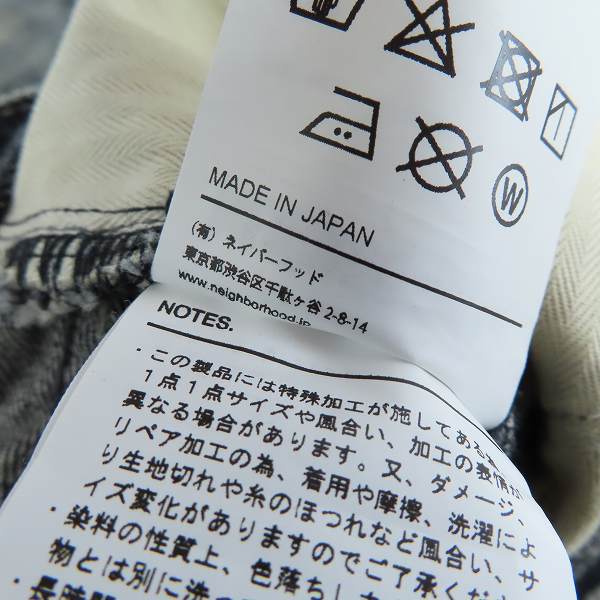 W
MADE IN JAPAN
(有) ネイバーフッド
東京都渋谷区千駄ヶ谷 2-8-14
www.neighborhood.jp
NOTES.
・この製品には特殊加工が施してある為、
1点1点サイズや風合い、加工の表情が
異なる場合があります。又、ダメージ、
リペア加工の為、着用や摩擦、洗濯によ
り生地切れや糸のほつれなど風合い、サ
イズ変化がありますのでご了承くだ
・染料の性質上、色落ちし
物とは別に洗
・長時間